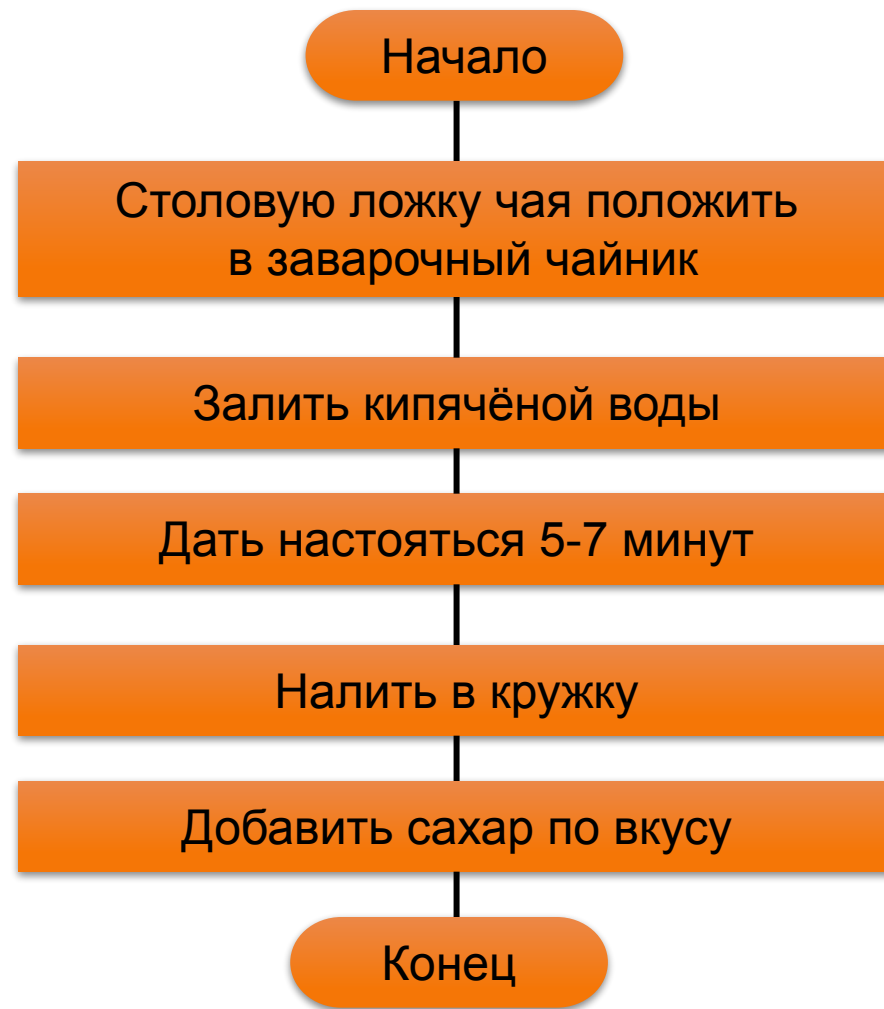 Начало
Столовую ложку чая положить
в заварочный чайник
Залить кипячёной воды
Дать настояться 5-7 минут
Налить в кружку
Добавить сахар по вкусу
Конец